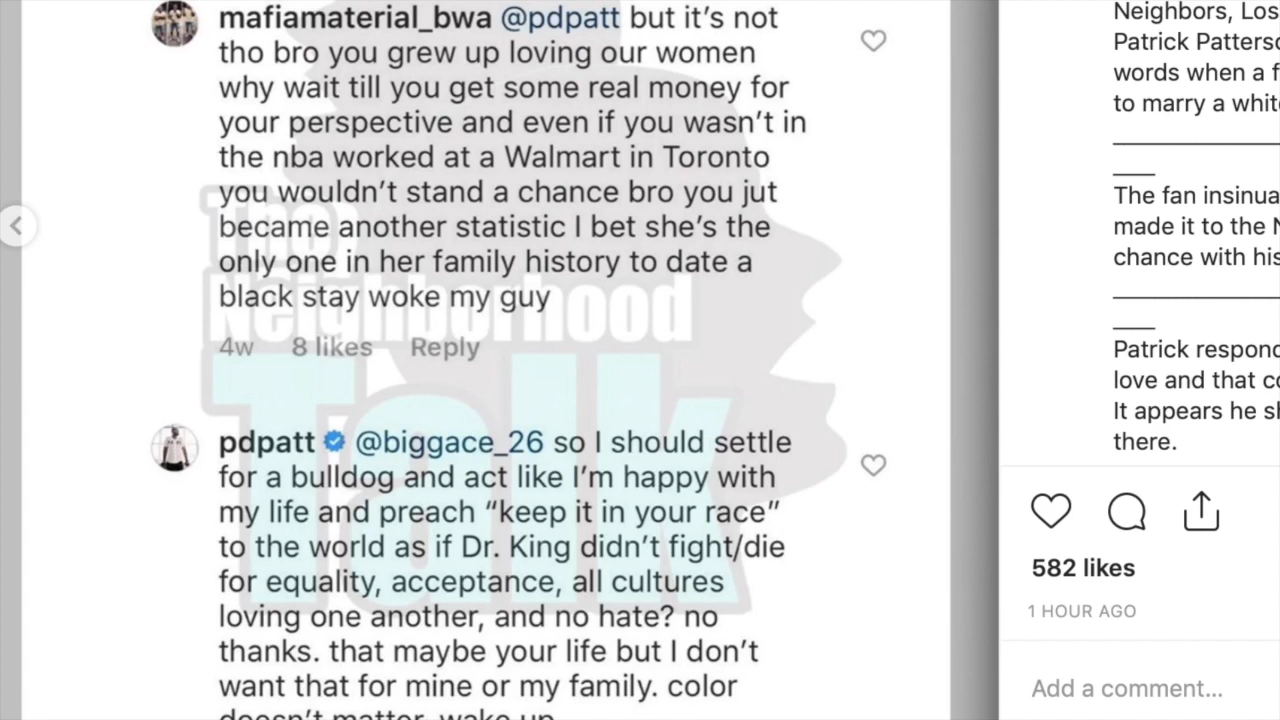 mafiamaterial_bwa @pdpatt but it's not
tho bro you grew up loving our women
why wait till you get some real money for
your perspective and even if you wasn't in
the nba worked at a Walmart in Toronto
you wouldn't stand a chance bro you jut
became another statistic I bet she's the
only one in her family history to date a
black stay woke my guy
4w 8 likes Reply
The
Neighborhood
Talk
pdpatt @biggace_26 so I should settle
for a bulldog and act like I'm happy with
my life and preach “keep it in your race”
to the world as if Dr. King didn't fight/die
for equality, acceptance, all cultures
loving one another, and no hate? no
thanks. that maybe your life but I don't
want that for mine or my family. color
doesn't matter, wake up
Neighbors, Los
Patrick Patterso
words when a f
to marry a white
The fan insinua
made it to the N
chance with his
Patrick respond
love and that co
It appears he sh
there.
582 likes
1 HOUR AGO
Add a comment...